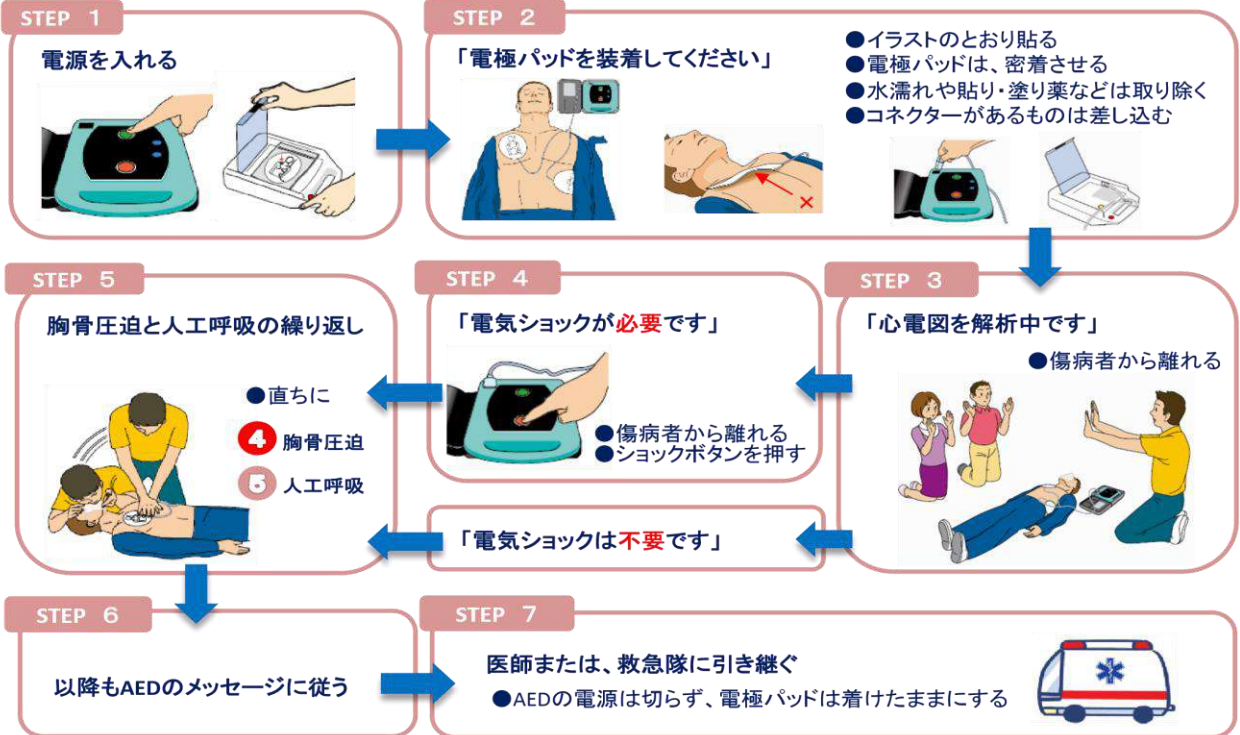 STEP 1
電源を入れる
STEP 2
「電極パッドを装着してください」
●イラストのとおり貼る
●電極パッドは、密着させる
●水濡れや貼り・塗り薬などは取り除く
●コネクターがあるものは差し込む
×
STEP 3
「心電図を解析中です」
●傷病者から離れる
STEP 4
「電気ショックが必要です」
●傷病者から離れる
●ショックボタンを押す
「電気ショックは不要です」
STEP 5
胸骨圧迫と人工呼吸の繰り返し
●直ちに
4 胸骨圧迫
5 人工呼吸
STEP 6
以降もAEDのメッセージに従う
STEP 7
医師または、救急隊に引き継ぐ
●AEDの電源は切らず、電極パッドは着けたままにする